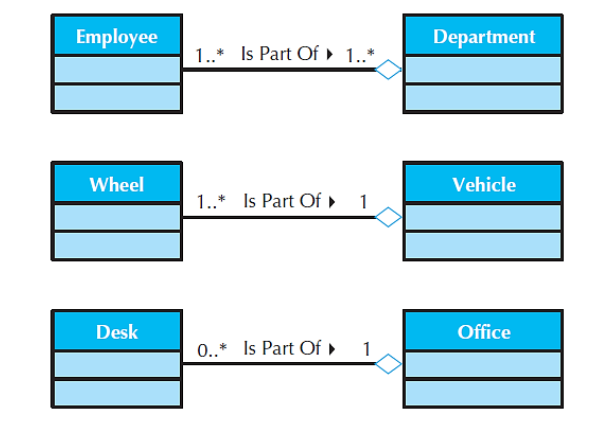 Employee 1..* Is Part Of ▶ 1..* Department
Wheel 1..* Is Part Of ▶ 1 Vehicle
Desk 0..* Is Part Of ▶ 1 Office